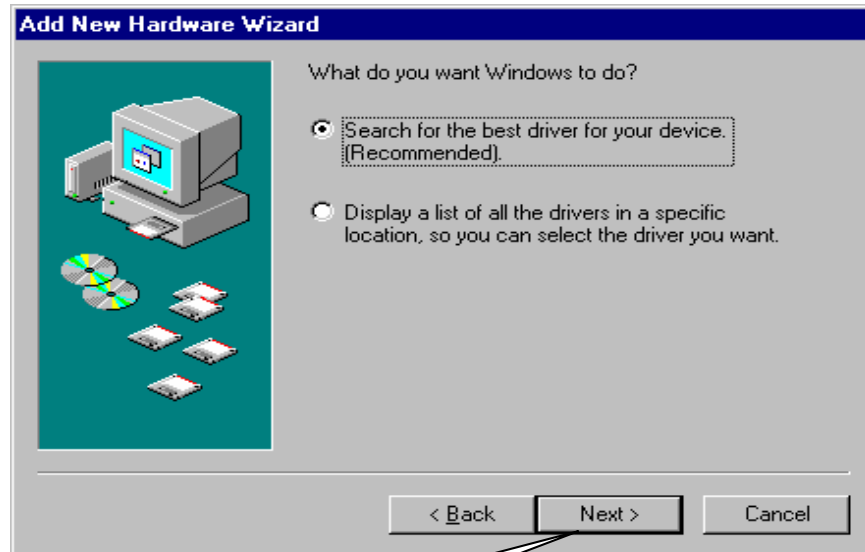 Add New Hardware Wizard
What do you want Windows to do?
Search for the best driver for your device.
(Recommended).
Display a list of all the drivers in a specific
location, so you can select the driver you want.
< Back Next > Cancel